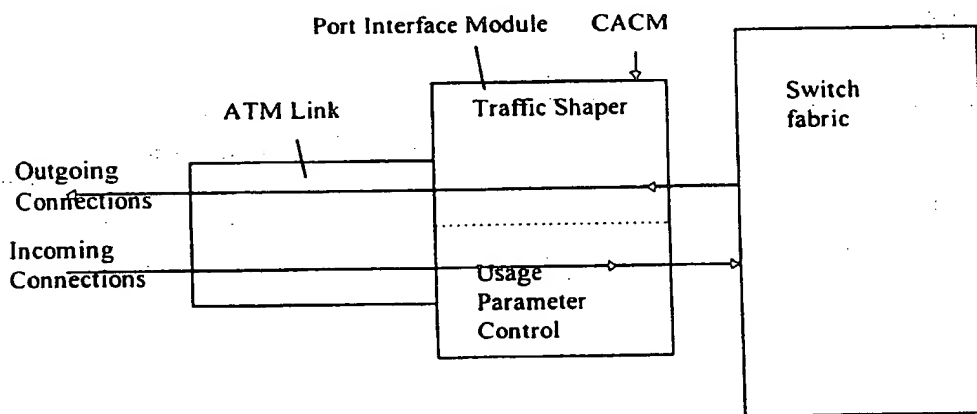 Port Interface Module
CACM
ATM Link
Traffic Shaper
Switch
fabric
Outgoing
Connections
Incoming
Connections
Usage
Parameter
Control